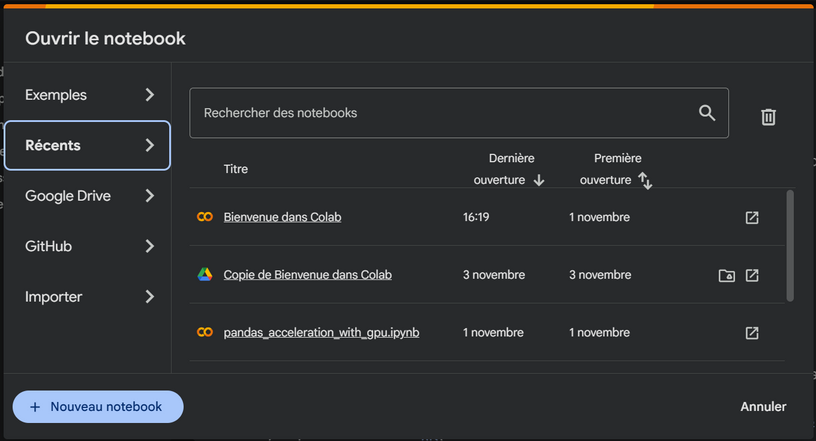 Ouvrir le notebook
Exemples
Récents
Google Drive
GitHub
Importer
Rechercher des notebooks
Titre
Dernière
ouverture
Première
ouverture
Bienvenue dans Colab 16:19 1 novembre
Copie de Bienvenue dans Colab 3 novembre 3 novembre
pandas_acceleration_with_gpu.ipynb 1 novembre 1 novembre
+ Nouveau notebook
Annuler